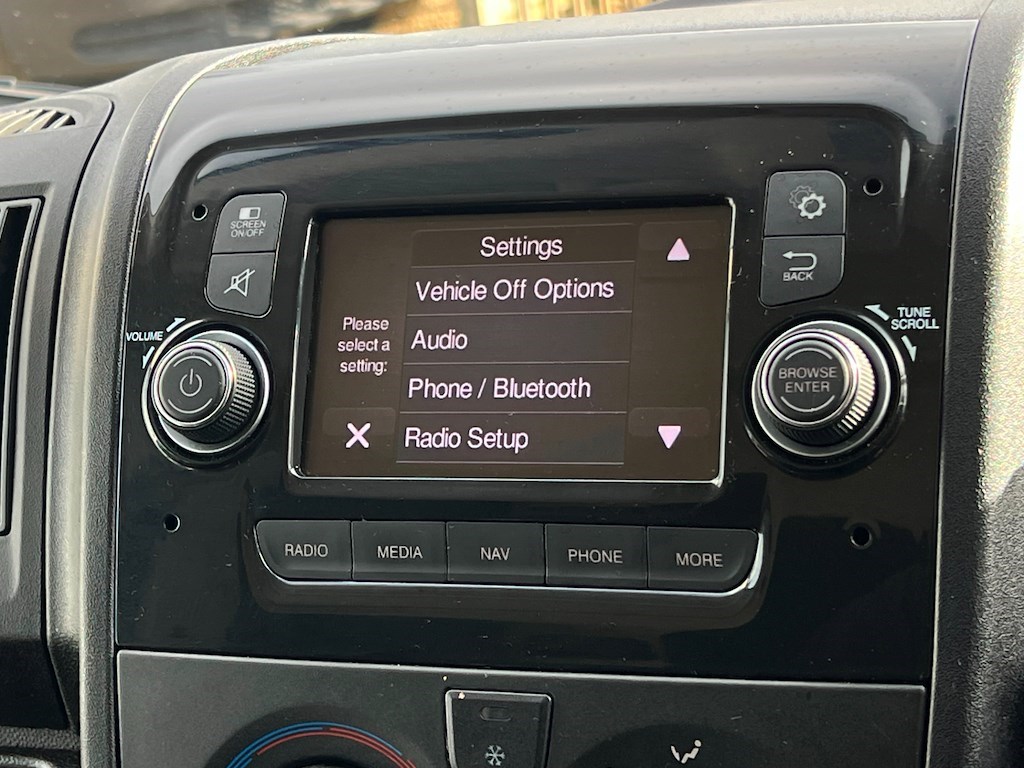 SCREEN
ON/OFF
VOLUME
Settings
Vehicle Off Options
Please
select a
setting:
Audio
Phone / Bluetooth
Radio Setup
BACK
TUNE
SCROLL
BROWSE
ENTER
RADIO
MEDIA
NAV
PHONE
MORE